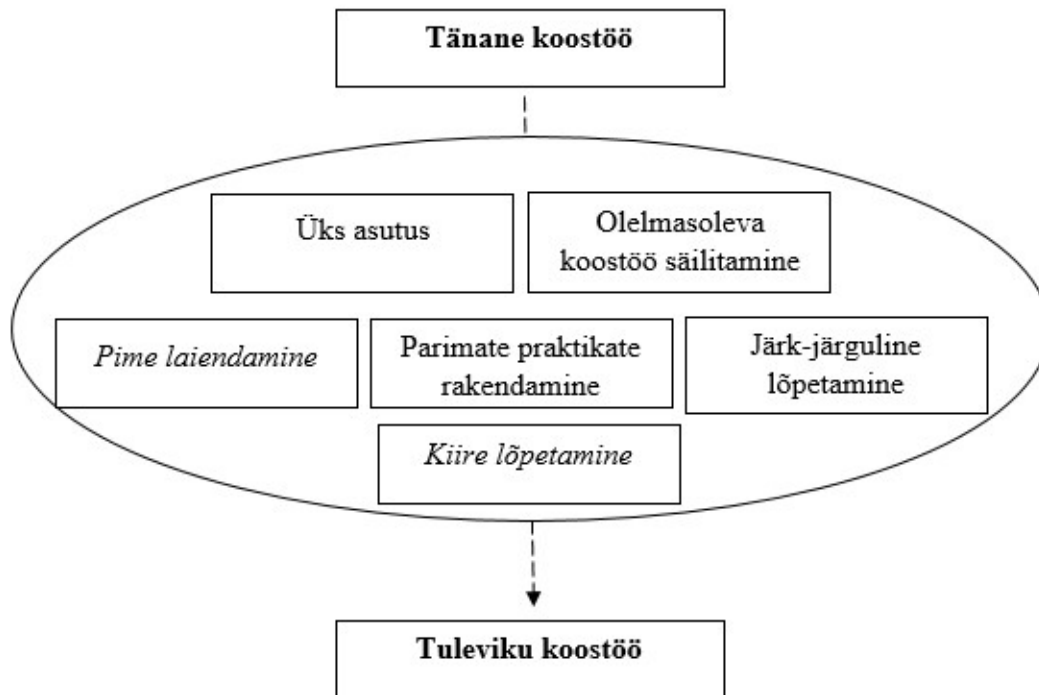 Tänane koostöö
Üks asutus
Olelmasoleva
koostöö säilitamine
Pime laiendamine
Parimate praktikate
rakendamine
Järk-järguline
lõpetamine
Kiire lõpetamine
Tuleviku koostöö